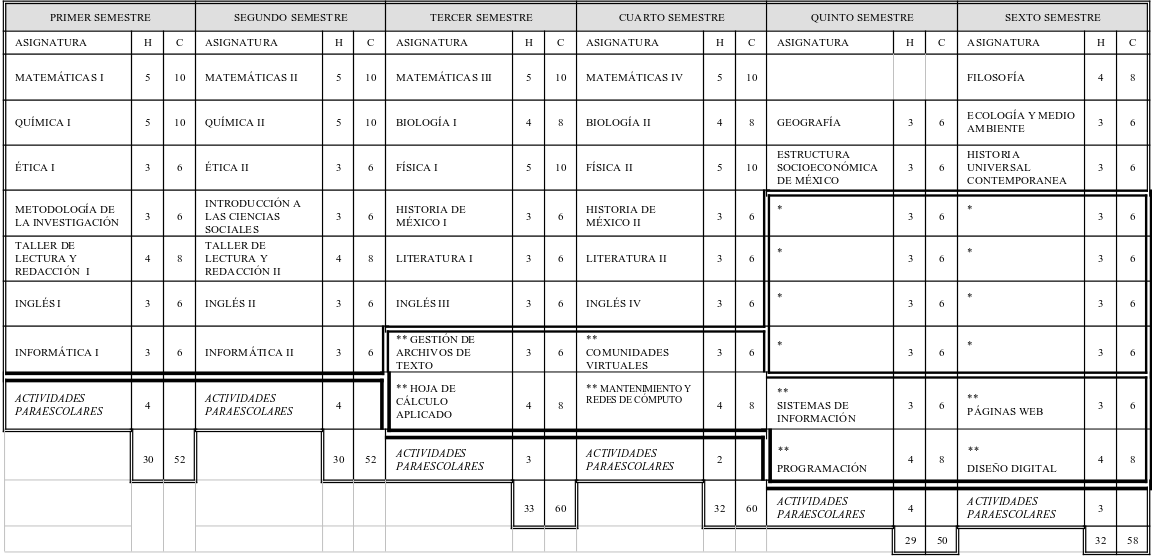 PRIMER SEMESTRE SEGUNDO SEMESTRE TERCER SEMESTRE CUARTO SEMESTRE QUINTO SEMESTRE SEXTO SEMESTRE
ASIGNATURA H C ASIGNATURA H C ASIGNATURA H C ASIGNATURA H C ASIGNATURA H C ASIGNATURA H C
MATEMÁTICAS I 5 10 MATEMÁTICAS II 5 10 MATEMÁTICAS III 5 10 MATEMÁTICAS IV 5 10 FILOSOFÍA 4 8
QUÍMICA I 5 10 QUÍMICA II 5 10 BIOLOGÍA I 4 8 BIOLOGÍA II 4 8 GEOGRAFÍA 3 6 ECOLOGÍA Y MEDIO AMBIENTE 3 6
ÉTICA I 3 6 ÉTICA II 3 6 FÍSICA I 5 10 FÍSICA II 5 10 ESTRUCTURA SOCIOECONÓMICA DE MÉXICO 3 6 HISTORIA UNIVERSAL CONTEMPORANEA 3 6
METODOLOGÍA DE LA INVESTIGACIÓN 3 6 INTRODUCCIÓN A LAS CIENCIAS SOCIALES 3 6 HISTORIA DE MÉXICO I 3 6 HISTORIA DE MÉXICO II 3 6 * 3 6 * 3 6
TALLER DE LECTURA Y REDACCIÓN I 4 8 TALLER DE LECTURA Y REDACCIÓN II 4 8 LITERATURA I 3 6 LITERATURA II 3 6 * 3 6 * 3 6
INGLÉS I 3 6 INGLÉS II 3 6 INGLÉS III 3 6 INGLÉS IV 3 6 * 3 6 * 3 6
INFORMÁTICA I 3 6 INFORMÁTICA II 3 6 ** GESTIÓN DE ARCHIVOS DE TEXTO 3 6 ** COMUNIDADES VIRTUALES 3 6 * 3 6 * 3 6
ACTIVIDADES PARAESCOLARES 4 ACTIVIDADES PARAESCOLARES 4 ** HOJA DE CÁLCULO APLICADO 4 8 ** MANTENIMIENTO Y REDES DE CÓMPUTO 4 8 ** SISTEMAS DE INFORMACIÓN 3 6 ** PÁGINAS WEB 3 6
30 52 30 52 ACTIVIDADES PARAESCOLARES 3 ACTIVIDADES PARAESCOLARES 2 ** PROGRAMACIÓN 4 8 ** DISEÑO DIGITAL 4 8
33 60 32 60 ACTIVIDADES PARAESCOLARES 4 ACTIVIDADES PARAESCOLARES 3
29 50 32 58